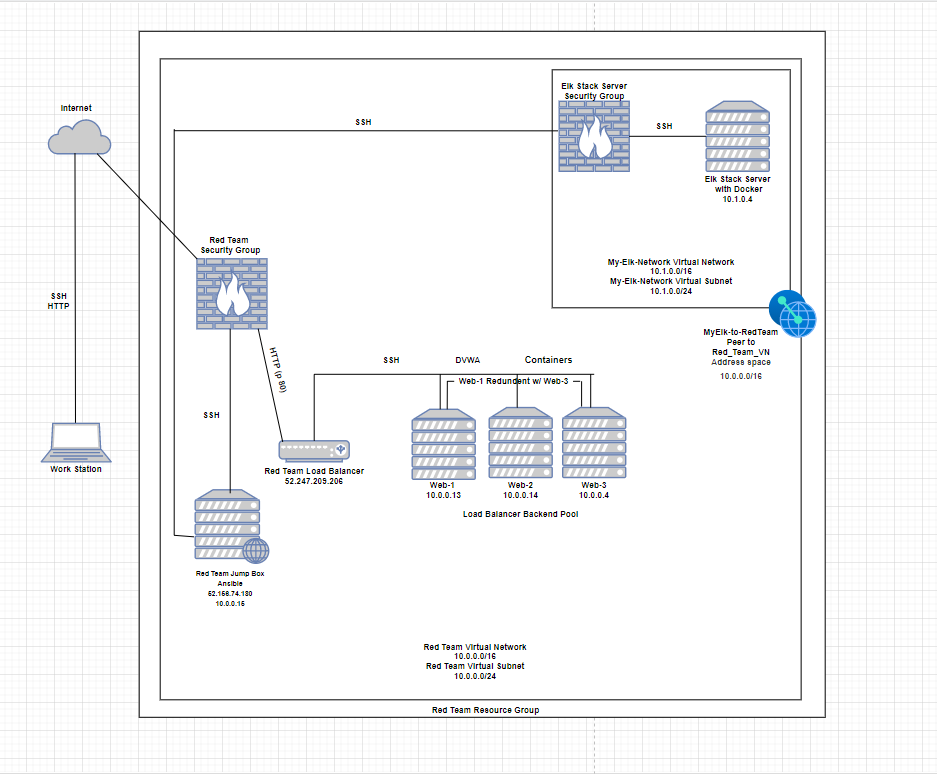 Internet
Elk Stack Server
Security Group
SSH
SSH
Elk Stack Server
with Docker
10.1.0.4
Red Team
Security Group
My-Elk-Network Virtual Network
10.1.0.0/16
My-Elk-Network Virtual Subnet
10.1.0.0/24
SSH
HTTP
MyElk-to-RedTeam
Peer to
Red_Team_VN
Address space
10.0.0.0/16
HTTP (p 80)
SSH
DVWA
Containers
Web-1 Redundent w/ Web-3
SSH
Work Station
Red Team Load Balancer
52.247.209.206
Web-1
10.0.0.13
Web-2
10.0.0.14
Web-3
10.0.0.4
Load Balancer Backend Pool
Red Team Jump Box
Ansible
52.156.74.130
10.0.0.15
Red Team Virtual Network
10.0.0.0/16
Red Team Virtual Subnet
10.0.0.0/24
Red Team Resource Group